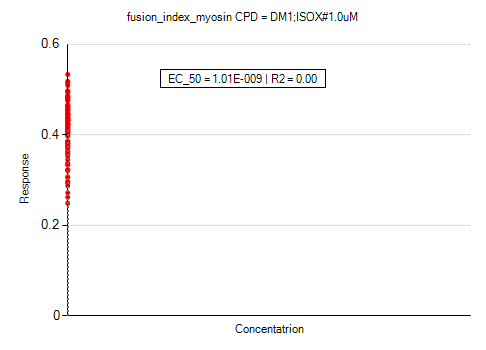 fusion_index_myosin CPD = DM1;ISOX#1.0uM
0.6
EC_50 = 1.01E-009 | R2 = 0.00
0.4
Response
0.2
0
Concentatrion